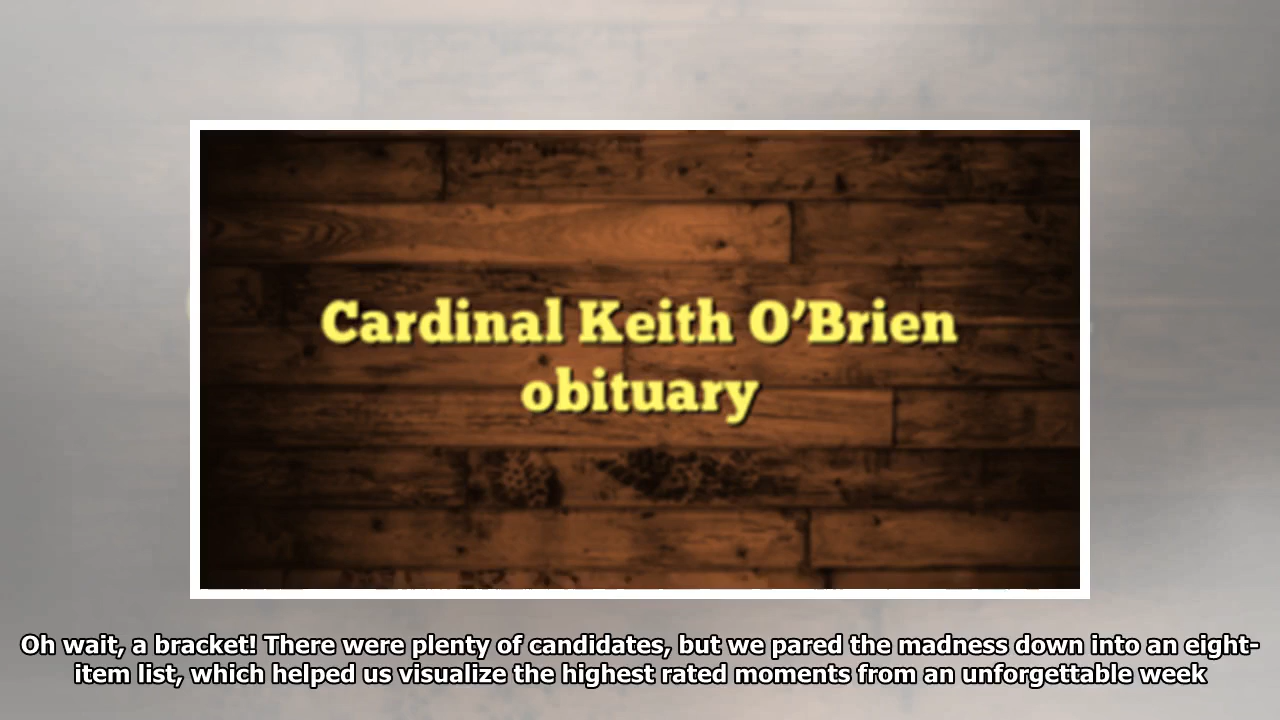 Cardinal Keith O’Brien
obituary
Oh wait, a bracket! There were plenty of candidates, but we pared the madness down into an eight-
item list, which helped us visualize the highest rated moments from an unforgettable week